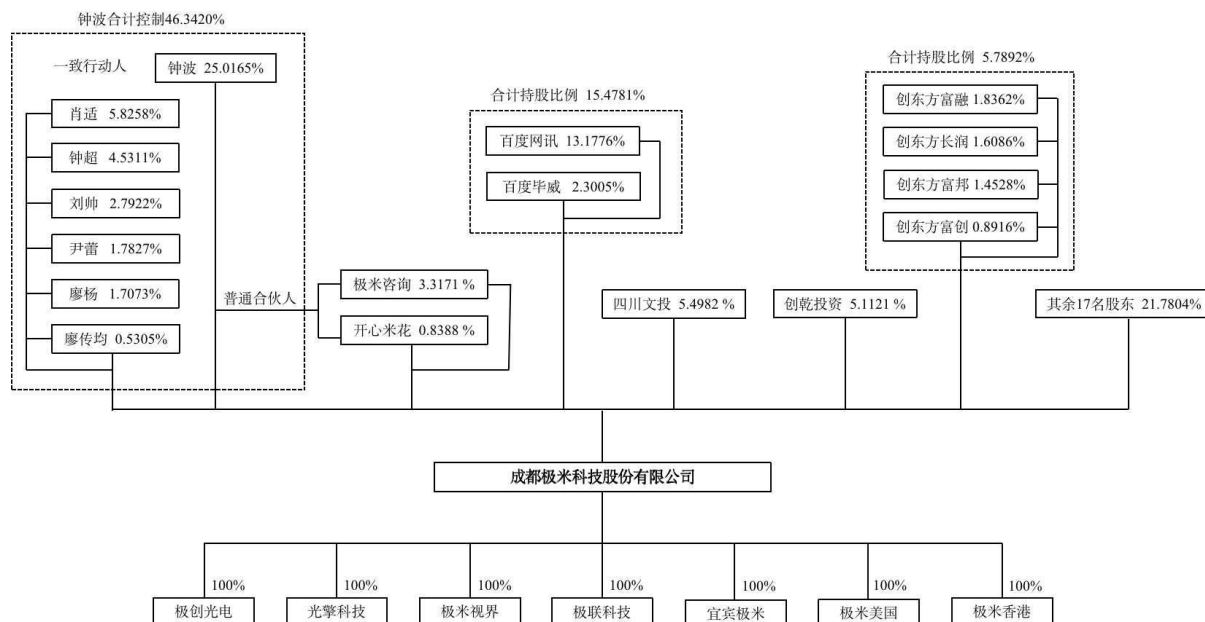 钟波合计控制46.3420%
一致行动人
钟波 25.0165%
肖适 5.8258%
钟超 4.5311%
刘帅 2.7922%
尹蕾 1.7827%
廖杨 1.7073%
廖传均 0.5305%
普通合伙人
极米咨询 3.3171 %
开心米花 0.8388 %
合计持股比例 15.4781%
百度网讯 13.1776%
百度毕威 2.3005%
四川文投 5.4982 %
创乾投资 5.1121 %
合计持股比例 5.7892%
创东方富融 1.8362%
创东方长润 1.6086%
创东方富邦 1.4528%
创东方富创 0.8916%
其余17名股东 21.7804%
成都极米科技股份有限公司
100%
极创光电
100%
光擎科技
100%
极米视界
100%
极联科技
100%
宜宾极米
100%
极米美国
100%
极米香港